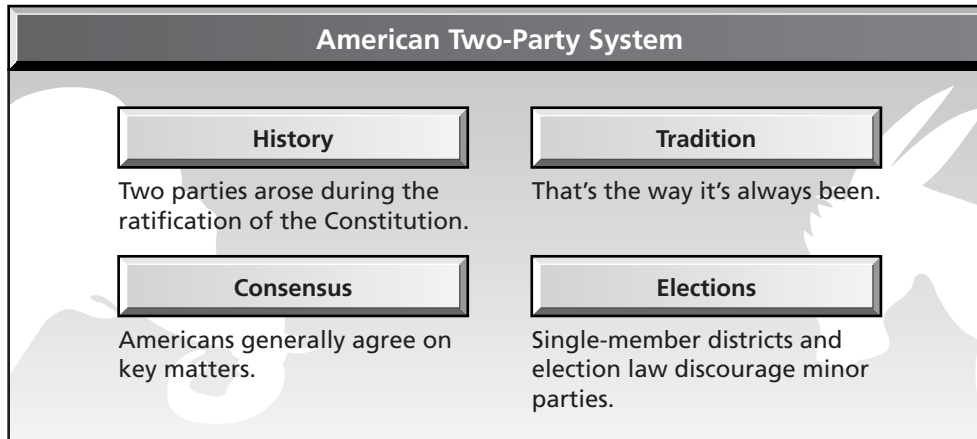 American Two-Party System
History
Two parties arose during the
ratification of the Constitution.
Tradition
That's the way it's always been.
Consensus
Americans generally agree on
key matters.
Elections
Single-member districts and
election law discourage minor
parties.